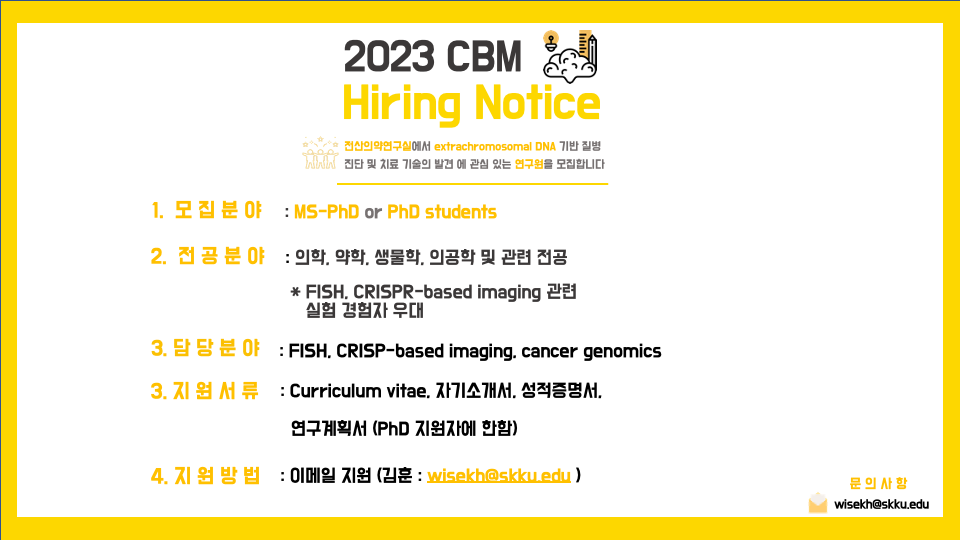 2023 CBM
Hiring Notice
전신의약연구실에서 extrachromosomal DNA 기반 질병
진단 및 치료 기술의 발견 에 관심 있는 연구원을 모집합니다
1. 모 집 분 야 : MS-PhD or PhD students
2. 전 공 분 야 : 의학, 약학, 생물학, 의공학 및 관련 전공
* FISH, CRISPR-based imaging 관련
실험 경험자 우대
3. 담 당 분 야 : FISH, CRISP-based imaging, cancer genomics
3. 지 원 서 류 : Curriculum vitae, 자기소개서, 성적증명서,
연구계획서 (PhD 지원자에 한함)
4. 지 원 방 법 : 이메일 지원 (김훈 : wisekh@skku.edu )
문 의 사 항
wisekh@skku.edu